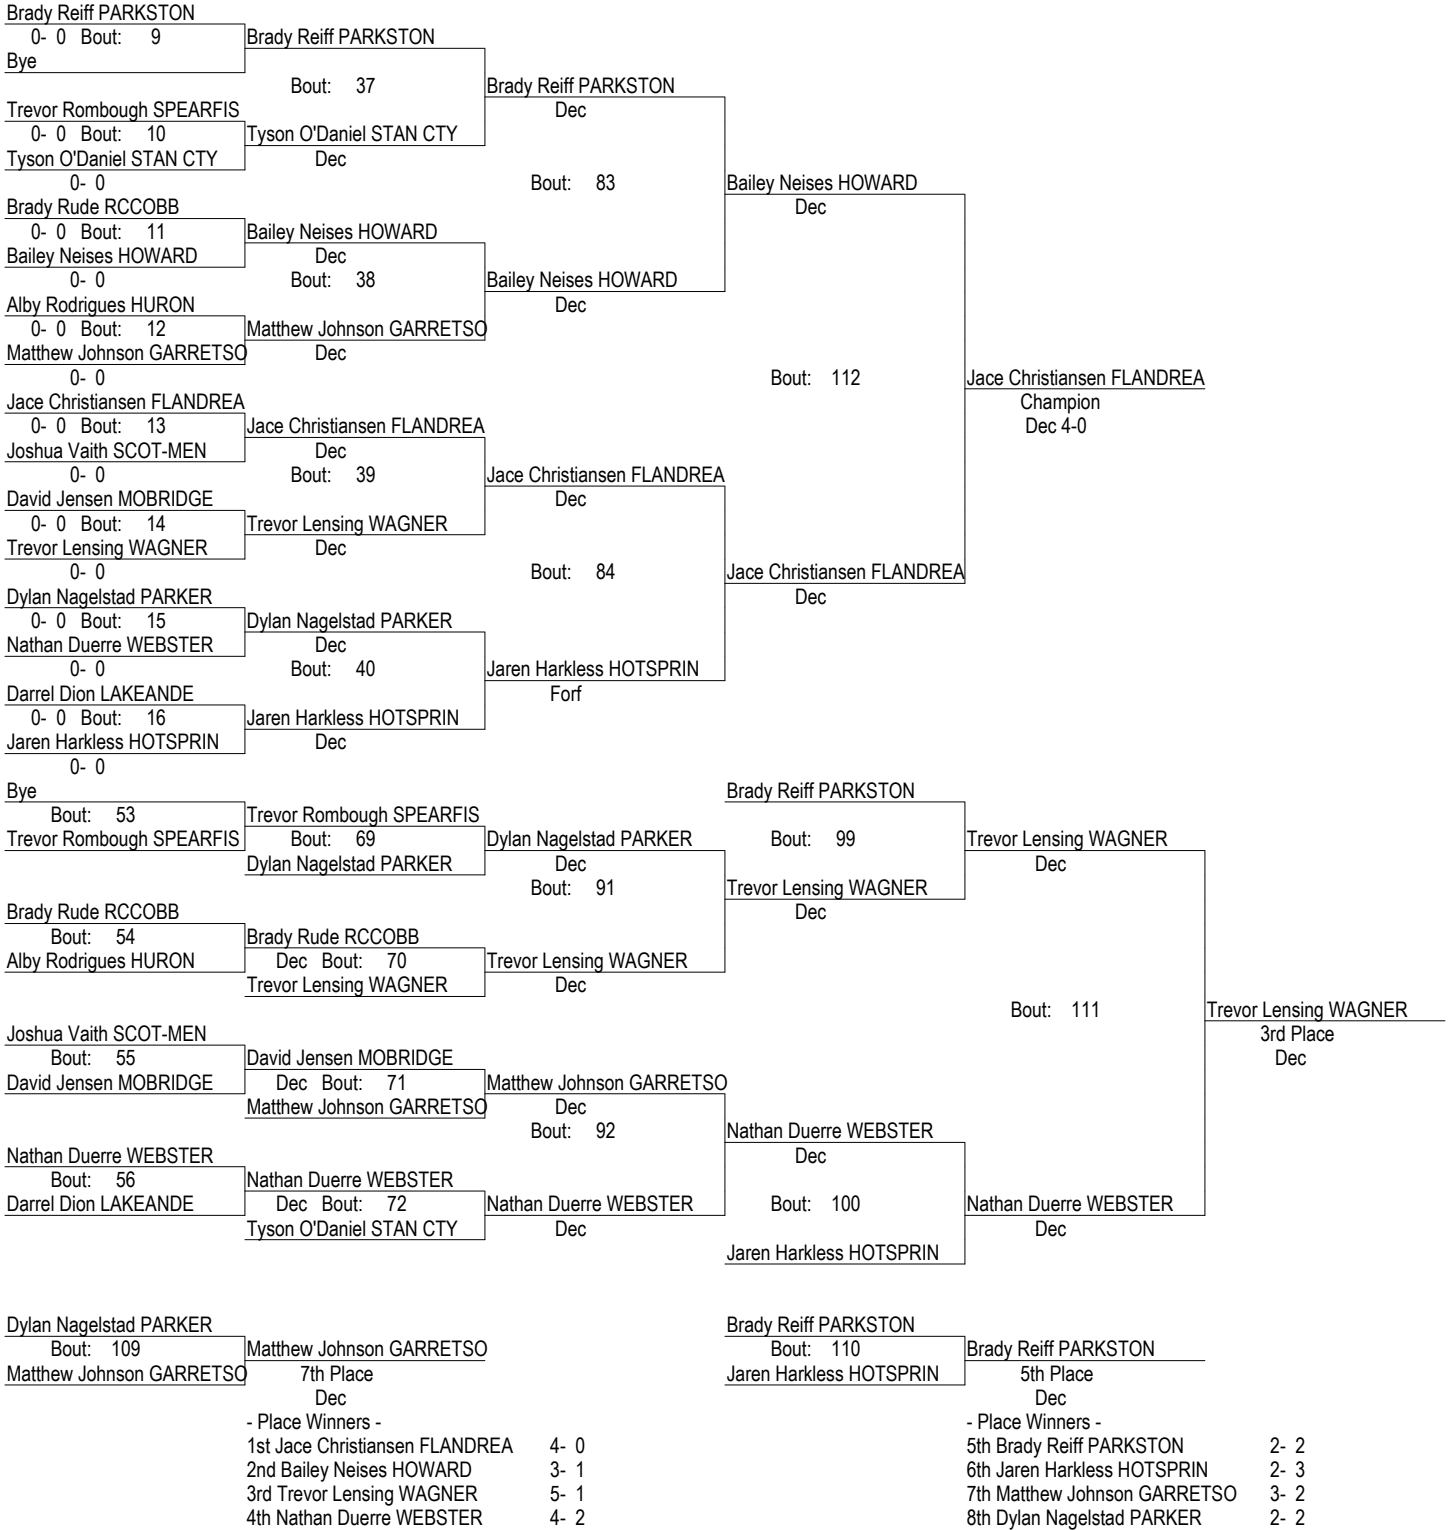 Brady Reiff PARKSTON
0- 0 Bout: 9 Brady Reiff PARKSTON
Bye
Bout: 37 Brady Reiff PARKSTON
Trevor Rombough SPEARFIS Dec
0- 0 Bout: 10 Tyson O'Daniel STAN CTY
Tyson O'Daniel STAN CTY Dec
0- 0 Bout: 83 Bailey Neises HOWARD
Brady Rude RCCOBB Dec
0- 0 Bout: 11 Bailey Neises HOWARD
Bailey Neises HOWARD Dec
0- 0 Bout: 38 Bailey Neises HOWARD
Alby Rodrigues HURON Dec
0- 0 Bout: 12 Matthew Johnson GARRETSO
Matthew Johnson GARRETSO Dec
0- 0 Bout: 112 Jace Christiansen FLANDREA
Jace Christiansen FLANDREA Champion
0- 0 Bout: 13 Jace Christiansen FLANDREA Dec 4-0
Joshua Vaith SCOT-MEN Dec
0- 0 Bout: 39 Jace Christiansen FLANDREA
David Jensen MOBRIDGE Dec
0- 0 Bout: 14 Trevor Lensing WAGNER
Trevor Lensing WAGNER Dec
0- 0 Bout: 84 Jace Christiansen FLANDREA
Dylan Nagelstad PARKER Dec
0- 0 Bout: 15 Dylan Nagelstad PARKER
Nathan Duerre WEBSTER Dec
0- 0 Bout: 40 Jaren Harkless HOTSPRIN
Darrel Dion LAKEANDE Forf
0- 0 Bout: 16 Jaren Harkless HOTSPRIN
Jaren Harkless HOTSPRIN Dec
0- 0
Bye Brady Reiff PARKSTON
Bout: 53 Trevor Rombough SPEARFIS
Trevor Rombough SPEARFIS Bout: 69 Dylan Nagelstad PARKER Bout: 99 Trevor Lensing WAGNER
Dylan Nagelstad PARKER Dec Dec
Bout: 91 Trevor Lensing WAGNER
Brady Rude RCCOBB Dec
Bout: 54 Brady Rude RCCOBB
Alby Rodrigues HURON Dec Bout: 70 Trevor Lensing WAGNER
Trevor Lensing WAGNER Dec
Bout: 111 Trevor Lensing WAGNER
Joshua Vaith SCOT-MEN 3rd Place
Bout: 55 David Jensen MOBRIDGE Dec
David Jensen MOBRIDGE Dec Bout: 71 Matthew Johnson GARRETSO
Matthew Johnson GARRETSO Dec
Bout: 92 Nathan Duerre WEBSTER
Nathan Duerre WEBSTER Dec
Bout: 56 Nathan Duerre WEBSTER
Darrel Dion LAKEANDE Dec Bout: 72 Nathan Duerre WEBSTER Bout: 100 Nathan Duerre WEBSTER
Tyson O'Daniel STAN CTY Dec Dec
Jaren Harkless HOTSPRIN
Dylan Nagelstad PARKER Brady Reiff PARKSTON
Bout: 109 Matthew Johnson GARRETSO Bout: 110 Brady Reiff PARKSTON
Matthew Johnson GARRETSO 7th Place Jaren Harkless HOTSPRIN 5th Place
Dec Dec
- Place Winners - - Place Winners -
1st Jace Christiansen FLANDREA 4- 0 5th Brady Reiff PARKSTON 2- 2
2nd Bailey Neises HOWARD 3- 1 6th Jaren Harkless HOTSPRIN 2- 3
3rd Trevor Lensing WAGNER 5- 1 7th Matthew Johnson GARRETSO 3- 2
4th Nathan Duerre WEBSTER 4- 2 8th Dylan Nagelstad PARKER 2- 2